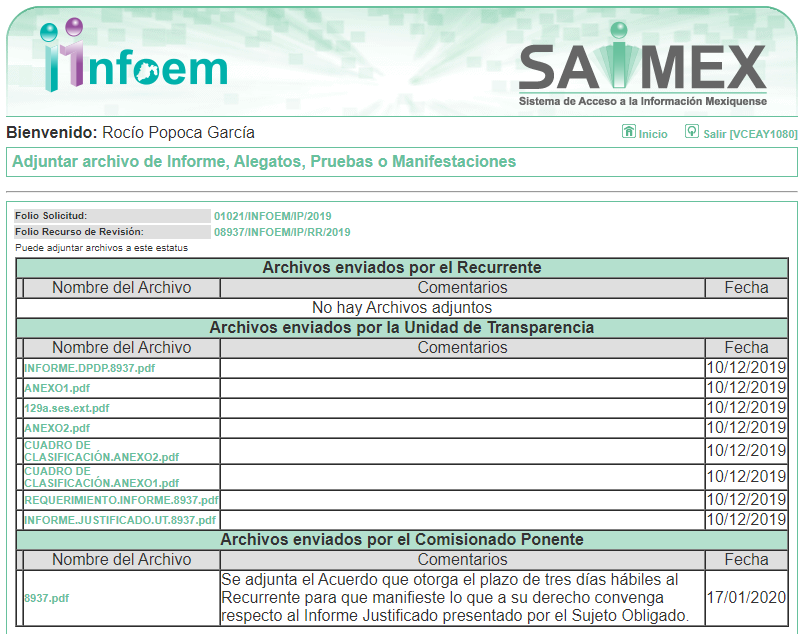 infoem
SAIMEX
Sistema de Acceso a la Información Mexiquense
Bienvenido: Rocío Popoca García
Inicio Salir [VCEAY1080]
Adjuntar archivo de Informe, Alegatos, Pruebas o Manifestaciones
Folio Solicitud: 01021/INFOEM/IP/2019
Folio Recurso de Revisión: 08937/INFOEM/IP/RR/2019
Puede adjuntar archivos a este estatus
Archivos enviados por el Recurrente
Nombre del Archivo Comentarios Fecha
No hay Archivos adjuntos
Archivos enviados por la Unidad de Transparencia
Nombre del Archivo Comentarios Fecha
INFORME.DPDP.8937.pdf 10/12/2019
ANEXO1.pdf 10/12/2019
129a.ses.ext.pdf 10/12/2019
ANEXO2.pdf 10/12/2019
CUADRO DE
CLASIFICACIÓN.ANEXO2.pdf 10/12/2019
CUADRO DE
CLASIFICACIÓN.ANEXO1.pdf 10/12/2019
REQUERIMIENTO.INFORME.8937.pdf 10/12/2019
INFORME.JUSTIFICADO.UT.8937.pdf 10/12/2019
Archivos enviados por el Comisionado Ponente
Nombre del Archivo Comentarios Fecha
Se adjunta el Acuerdo que otorga el plazo de tres días hábiles al
8937.pdf Recurrente para que manifieste lo que a su derecho convenga 17/01/2020
respecto al Informe Justificado presentado por el Sujeto Obligado.